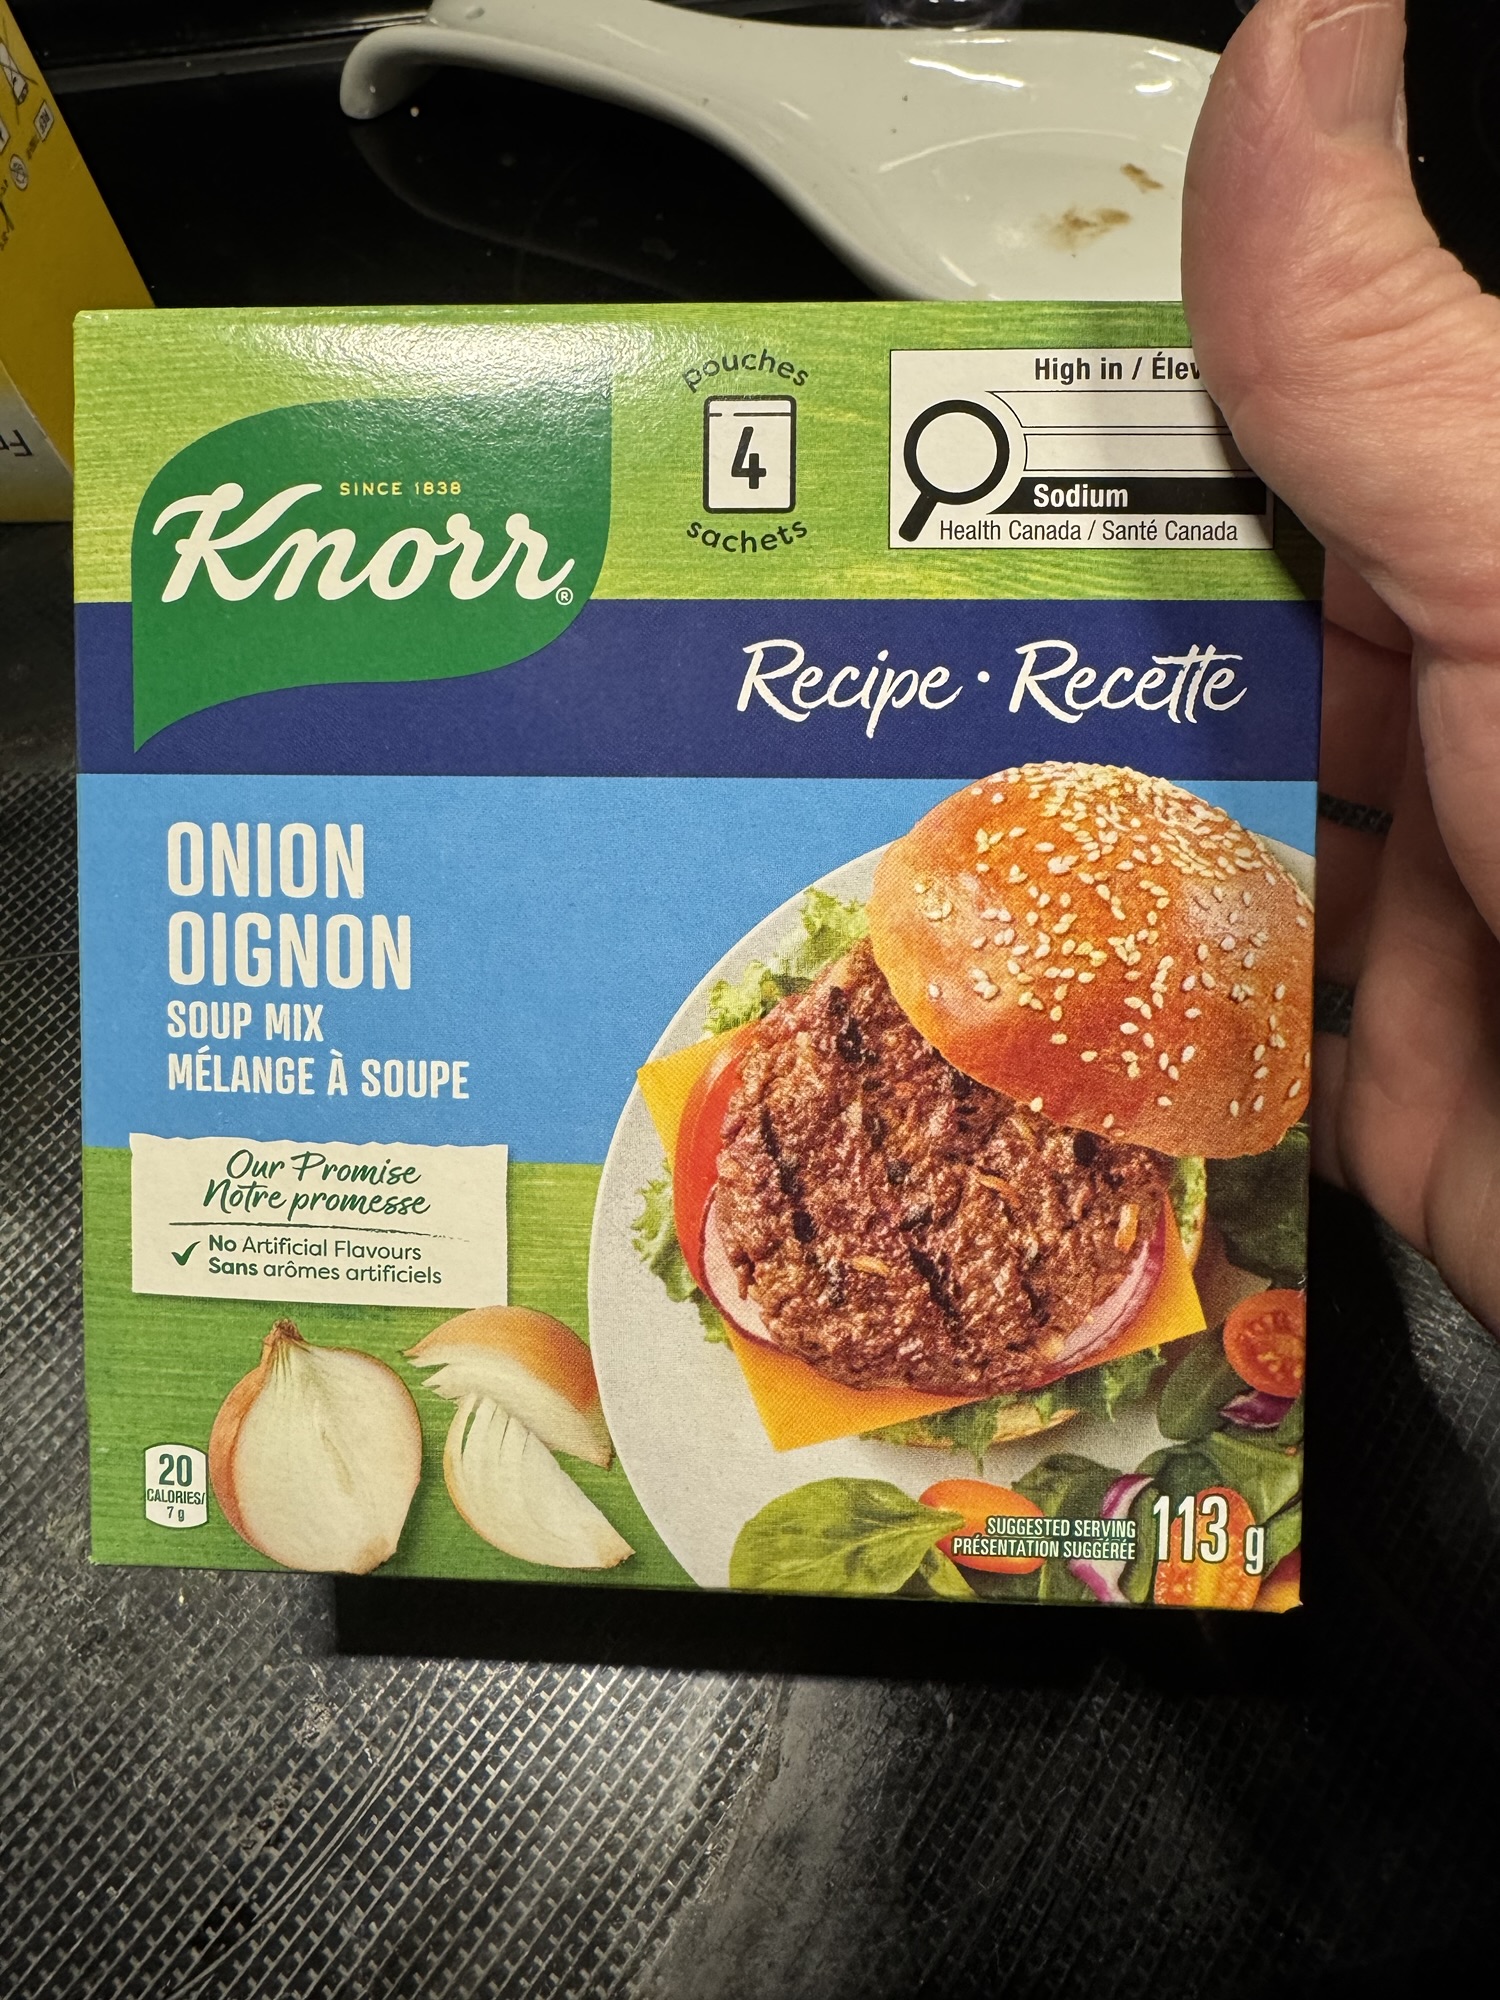 pouches
4
sachets
High in / Élev
Sodium
Health Canada / Santé Canada
SINCE 1838
Knorr®
Recipe • Recette
ONION
OIGNON
SOUP MIX
MÉLANGE À SOUPE
Our Promise
Notre promesse
✓ No Artificial Flavours
Sans arômes artificiels
20
CALORIES/
7 g
SUGGESTED SERVING
PRÉSENTATION SUGGÉRÉE
113 g